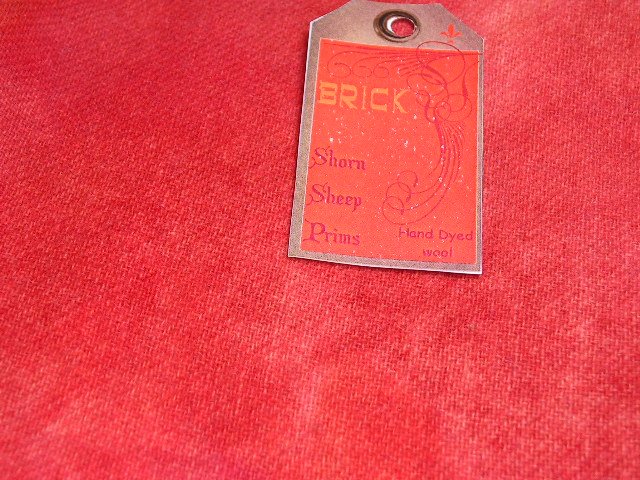 BRICK
Shorn
Sheep
Prims
Hand Dyed
wool